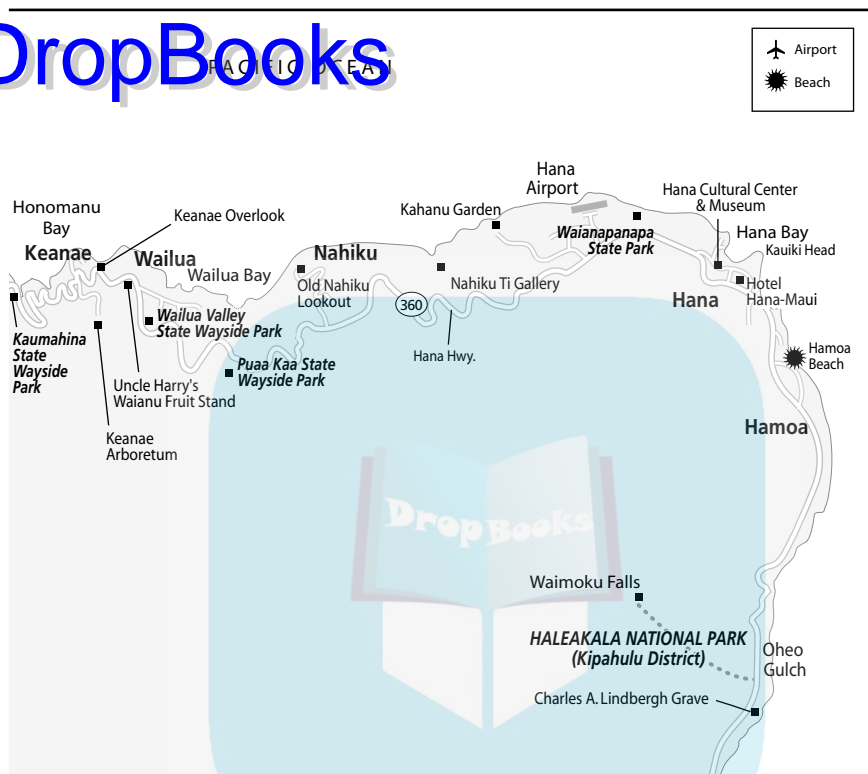 DropBooks
PACIFIC OCEAN
Airport
Beach
Hana
Airport
Hana Cultural Center
& Museum
Honomanu
Bay
Keanae Overlook
Kahanu Garden
Waianapanapa
State Park
Hana Bay
Kauiki Head
Keanae
Wailua
Wailua Bay
Nahiku
Old Nahiku
Lookout
Nahiku Ti Gallery
360
Hana
Hotel
Hana-Maui
Kaumahina
State
Wayside
Park
Wailua Valley
State Wayside Park
Hana Hwy.
Hamoa
Beach
Puaa Kaa State
Wayside Park
Uncle Harry's
Waianu Fruit Stand
Keanae
Arboretum
Hamoa
DropBooks
Waimoku Falls
HALEAKALA NATIONAL PARK
(Kipahulu District)
Oheo
Gulch
Charles A. Lindbergh Grave